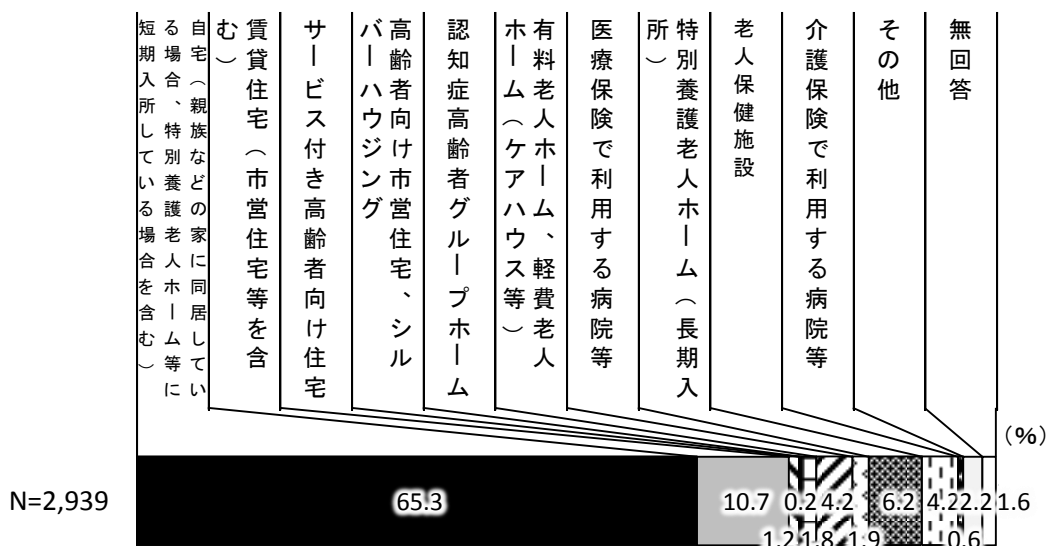 自宅（親族などの家に同居してい
る場合、特別養護老人ホーム等に
短期入所している場合を含む）
賃貸住宅（市営住宅等を含
む）
サービス付き高齢者向け住宅
高齢者向け市営住宅、シル
バーハウジング
認知症高齢者グループホーム
有料老人ホーム、軽費老人
ホーム（ケアハウス等）
医療保険で利用する病院等
特別養護老人ホーム（長期入
所）
老人保健施設
介護保険で利用する病院等
その他
無回答
（%）
N=2,939
65.3
10.7
1.2
0.2
1.8
4.2
1.9
6.2
4.2
0.6
2.2
1.6